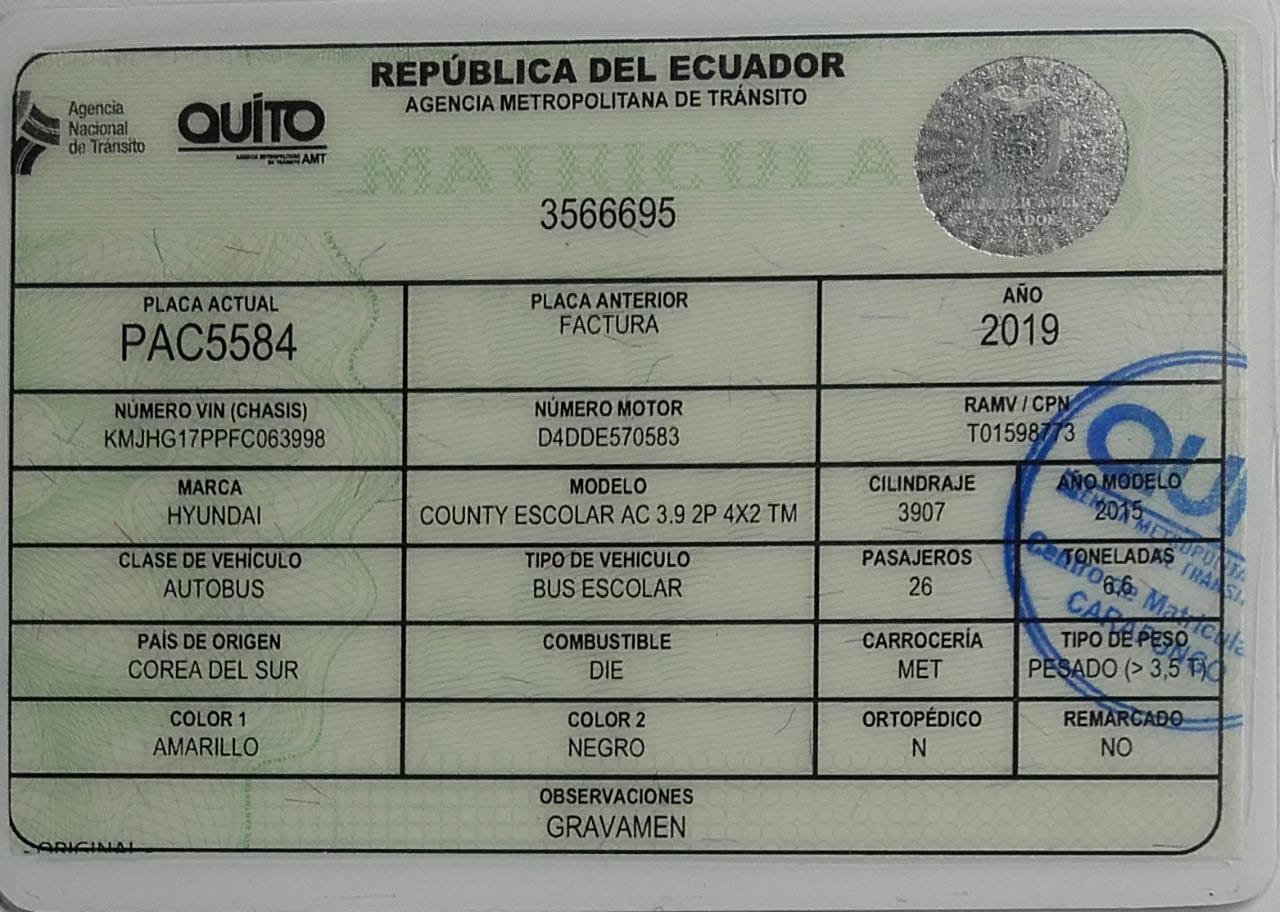 REPÚBLICA DEL ECUADOR
AGENCIA METROPOLITANA DE TRÁNSITO
Agencia
Nacional
de Tránsito
QUITO
AGENCIA METROPOLITANA
DE TRÁNSITO AMT
MATRICULA
3566695
PLACA ACTUAL
PAC5584
PLACA ANTERIOR
FACTURA
AÑO
2019
NÚMERO VIN (CHASIS)
KMJHG17PPFC063998
NÚMERO MOTOR
D4DDE570583
RAMV / CPN
T01598773
MARCA
HYUNDAI
MODELO
COUNTY ESCOLAR AC 3.9 2P 4X2 TM
CILINDRAJE
3907
AÑO MODELO
2015
CLASE DE VEHÍCULO
AUTOBUS
TIPO DE VEHICULO
BUS ESCOLAR
PASAJEROS
26
TONELADAS
6,6
PAÍS DE ORIGEN
COREA DEL SUR
COMBUSTIBLE
DIE
CARROCERÍA
MET
TIPO DE PESO
PESADO (> 3,5 T)
COLOR 1
AMARILLO
COLOR 2
NEGRO
ORTOPÉDICO
N
REMARCADO
NO
OBSERVACIONES
GRAVAMEN
- ORIGINAL -
QUI
Centro de Matricula
CARAPUNGO